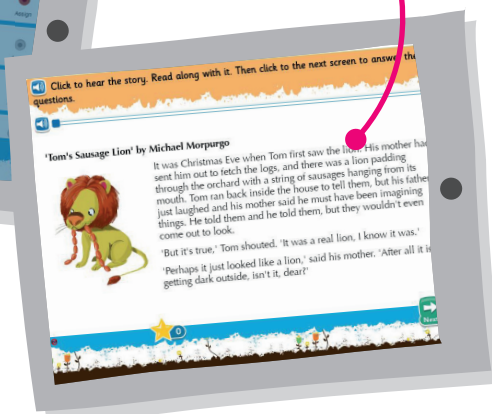 Assign
Click to hear the story. Read along with it. Then click to the next screen to answer the
questions.
'Tom's Sausage Lion' by Michael Morpurgo
It was Christmas Eve when Tom first saw the lion. His mother had
sent him out to fetch the logs, and there was a lion padding
through the orchard with a string of sausages hanging from its
mouth. Tom ran back inside the house to tell them, but his father
just laughed and his mother said he must have been imagining
things. He told them and he told them, but they wouldn't even
come out to look.
'But it's true,' Tom shouted. 'It was a real lion, I know it was.'
'Perhaps it just looked like a lion,' said his mother. 'After all it is
getting dark outside, isn't it, dear?'
0
Next